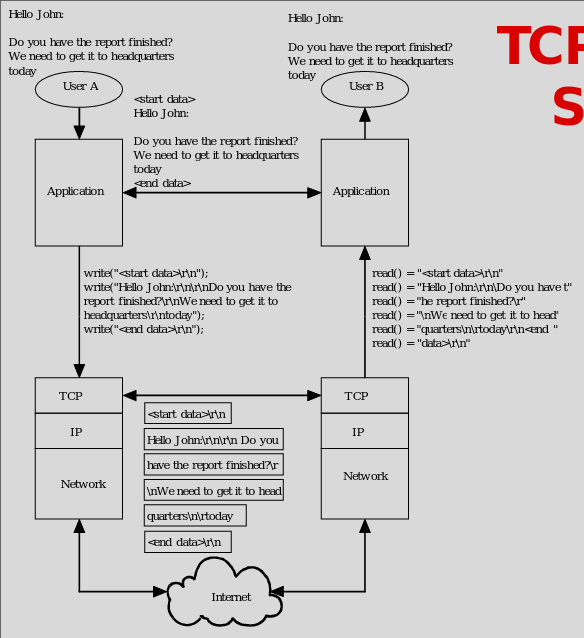 Hello John:
Do you have the report finished?
We need to get it to headquarters
today
User A
Hello John:
Do you have the report finished?
We need to get it to headquarters
today
User B
TCP
S
<start data>
Hello John:
Do you have the report finished?
We need to get it to headquarters
today
<end data>
Application
Application
write("<start data>\r\n");
write("Hello John:\r\n\r\nDo you have the
report finished?\r\nWe need to get it to
headquarters\r\ntoday");
write("<end data>\r\n");
read() = "<start data>\r\n"
read() = "Hello John:\r\n\Do you have t"
read() = "he report finished?\r"
read() = "\nWe need to get it to head"
read() = "quarters\n\rtoday\r\n<end "
read() = "data>\r\n"
TCP
IP
Network
TCP
IP
Network
<start data>\r\n
Hello John:\r\n\r\n Do you
have the report finished?\r
\nWe need to get it to head
quarters\n\rtoday
<end data>\r\n
Internet